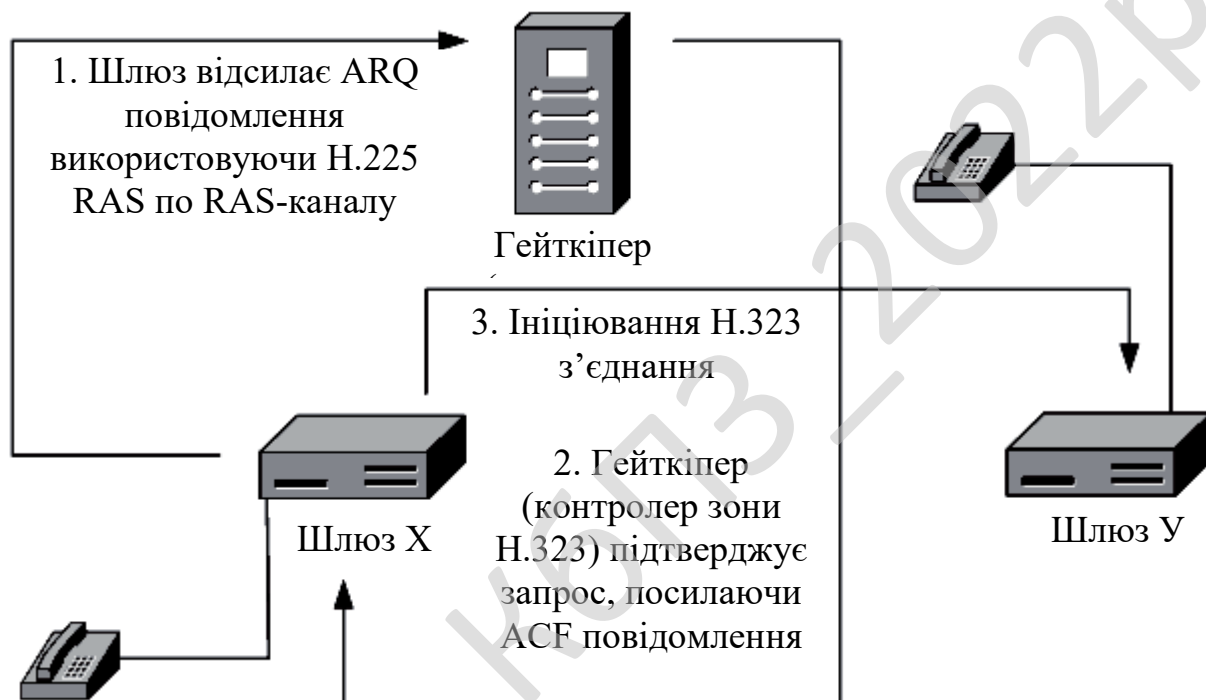 1. Шлюз відсилає ARQ
повідомлення
використовуючи H.225
RAS по RAS-каналу
Гейткіпер
3. Ініціювання H.323
з’єднання
2. Гейткіпер
(контролер зони
H.323) підтверджує
запрос, посилаючи
ACF повідомлення
Шлюз X
Шлюз У
КБПЗ_2022р